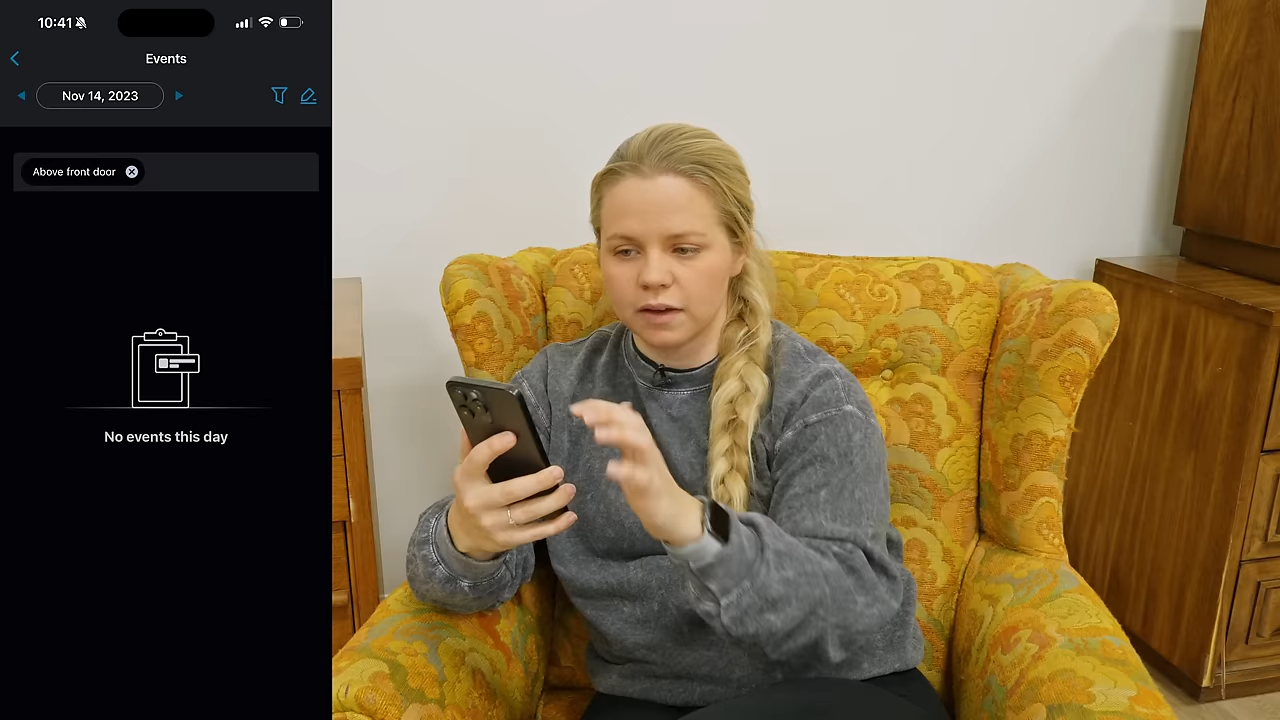 10:41
Events
Nov 14, 2023
Above front door
No events this day